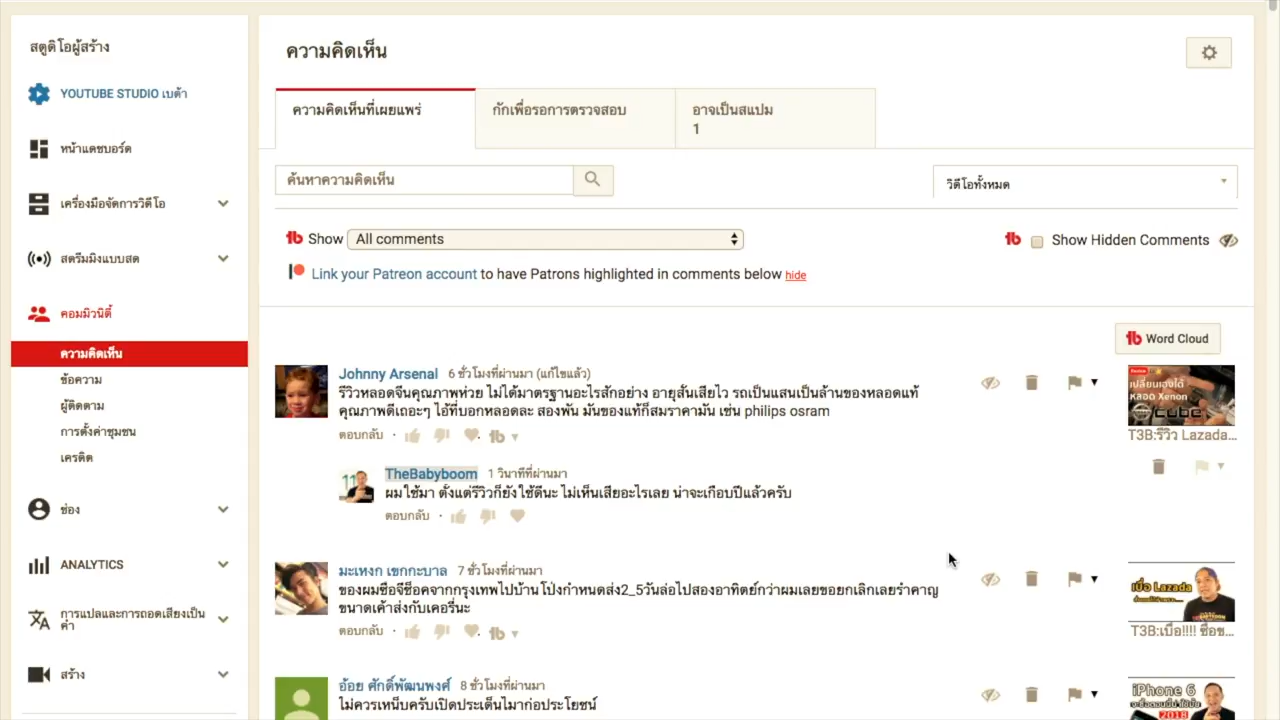 สตูดิโอผู้สร้าง
YOUTUBE STUDIO เบต้า
หน้าแดชบอร์ด
เครื่องมือจัดการวิดีโอ
สตรีมมิงแบบสด
คอมมิวนิตี้
ความคิดเห็น
ข้อความ
ผู้ติดตาม
การตั้งค่าชุมชน
เครดิต
ช่อง
ANALYTICS
การแปลและการถอดเสียงเป็น
คำ
สร้าง
ความคิดเห็น
ความคิดเห็นที่เผยแพร่
กักเพื่อรอการตรวจสอบ
อาจเป็นสแปม
1
ค้นหาความคิดเห็น
วิดีโอทั้งหมด
tb Show All comments
tb Show Hidden Comments
Link your Patreon account to have Patrons highlighted in comments below hide
tb Word Cloud
Johnny Arsenal 6 ชั่วโมงที่ผ่านมา (แก้ไขแล้ว)
รีวิวหลอดจีนคุณภาพห่วย ไม่ได้มาตรฐานอะไรสักอย่าง อายุสั้นเสียไว รถเป็นแสนเป็นล้านของหลอดแท้
คุณภาพดีเถอะๆ ไอ้ที่บอกหลอดละ สองพัน มันของแท้ก็สมราคามัน เช่น philips osram
ตอบกลับ · tb
Review
เปลี่ยนเองได้
หลอด Xenon
CUBE
T3B:รีวิว Lazada...
TheBabyboom 1 วินาทีที่ผ่านมา
ผมใช้มา ตั้งแต่รีวิวก็ยังใช้ดีนะ ไม่เห็นเสียอะไรเลย น่าจะเกือบปีแล้วครับ
ตอบกลับ ·
มะเหงก เขกกะบาล 7 ชั่วโมงที่ผ่านมา
ของผมซื้อจีช็อคจากกรุงเทพไปบ้านโป่งกำหนดส่ง2_5วันล่อไปสองอาทิตย์กว่าผมเลยขอยกเลิกเลยรำคาญ
ขนาดเค้าส่งกับเคอรี่นะ
ตอบกลับ · tb
เบื่อ Lazada
T3B:เบื่อ!!!! ซื้อข...
อ้อย ศักดิ์พัฒนพงศ์ 8 ชั่วโมงที่ผ่านมา
ไม่ควรเหน็บครับเปิดประเด็นไมาก่อประโยชน์
iPhone 6
2018